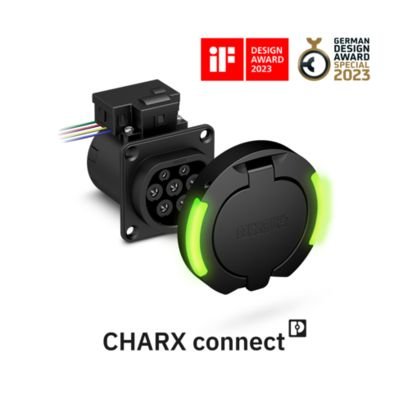 iF
DESIGN
AWARD
2023
GERMAN
DESIGN
AWARD
SPECIAL
2023
CHARX connect